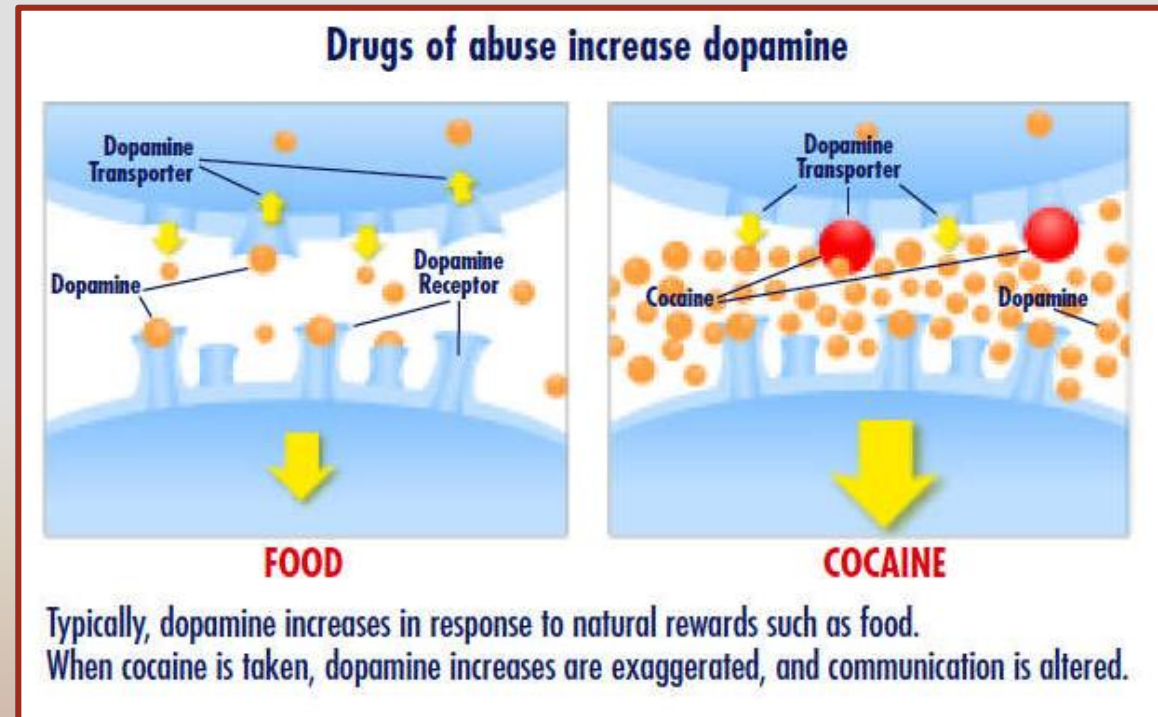 Drugs of abuse increase dopamine
Dopamine
Transporter
Dopamine
Dopamine
Receptor
FOOD
Dopamine
Transporter
Cocaine
Dopamine
COCAINE
Typically, dopamine increases in response to natural rewards such as food.
When cocaine is taken, dopamine increases are exaggerated, and communication is altered.